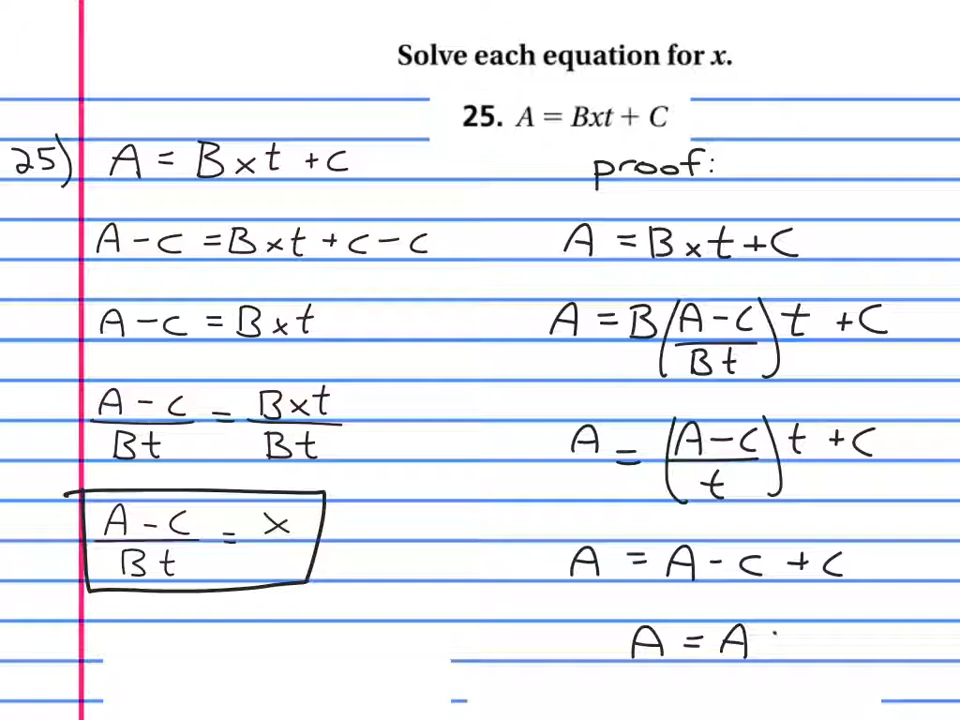 Solve each equation for x.
25. A = Bxt + C
25) A = Bxt + c
A - c = Bxt + c - c
A - c = Bxt
A - c / Bt = Bxt / Bt
A - c / Bt = x
proof:
A = Bxt + C
A = B(A - C / Bt)t + C
A = (A - C / t)t + C
A = A - c + c
A = A